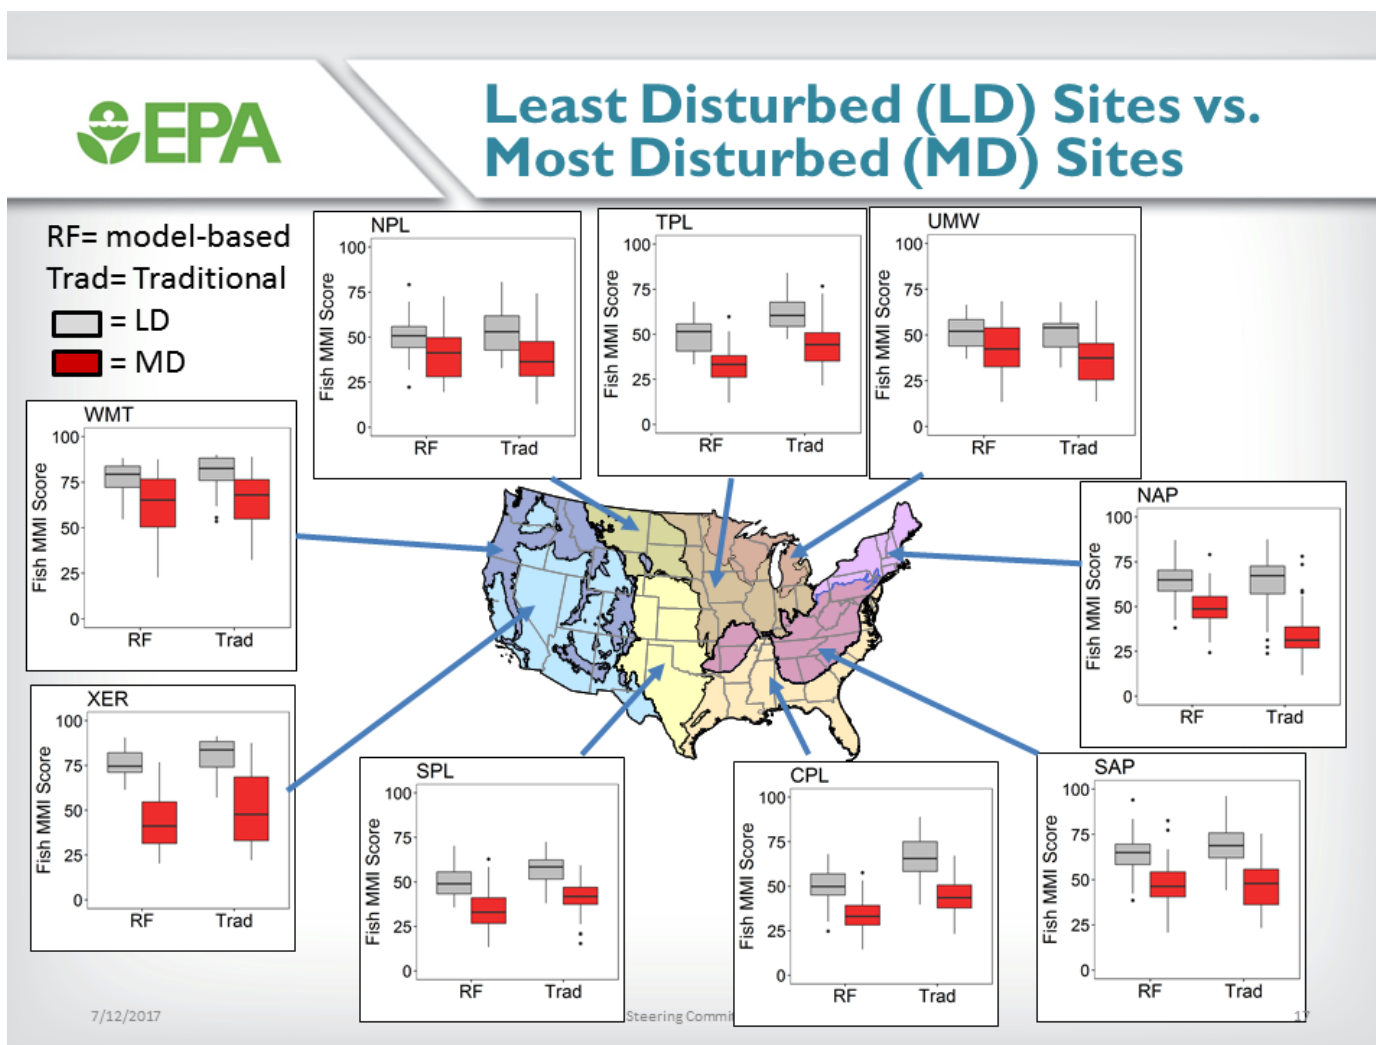 EPA
Least Disturbed (LD) Sites vs.
Most Disturbed (MD) Sites
RF= model-based
Trad= Traditional
= LD
= MD
NPL
Fish MMI Score
100
75
50
25
0
RF Trad
TPL
Fish MMI Score
100
75
50
25
0
RF Trad
UMW
Fish MMI Score
100
75
50
25
0
RF Trad
WMT
Fish MMI Score
100
75
50
25
0
RF Trad
NAP
Fish MMI Score
100
75
50
25
0
RF Trad
XER
Fish MMI Score
100
75
50
25
0
RF Trad
SPL
Fish MMI Score
100
75
50
25
0
RF Trad
CPL
Fish MMI Score
100
75
50
25
0
RF Trad
SAP
Fish MMI Score
100
75
50
25
0
RF Trad
7/12/2017
Steering Commit
17